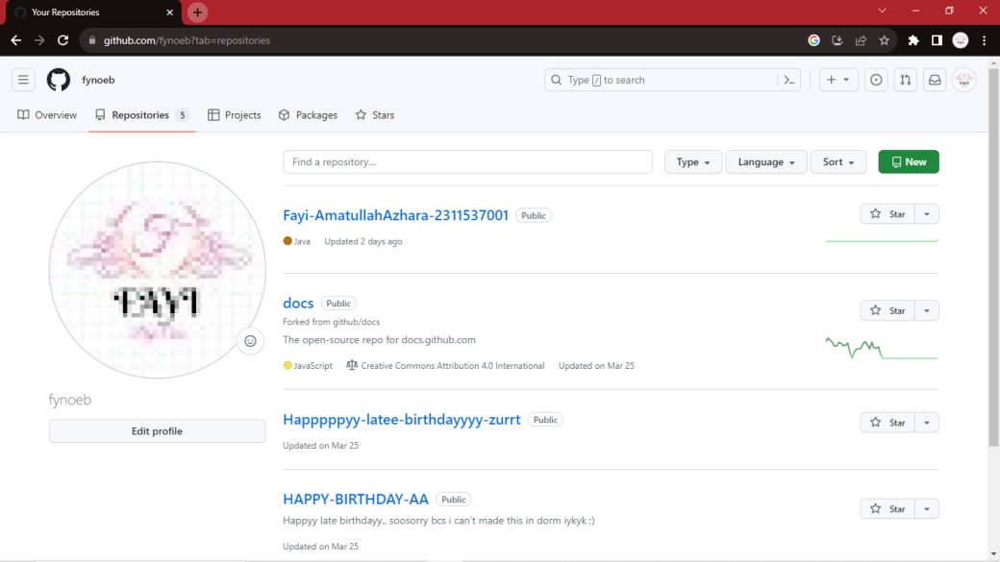 Your Repositories
github.com/fynoeb?tab=repositories
fynoeb
Type / to search
Overview
Repositories 5
Projects
Packages
Stars
Find a repository...
Type
Language
Sort
New
FAYI
fynoeb
Edit profile
Fayi-AmatullahAzhara-2311537001 Public
Star
Java Updated 2 days ago
docs Public
Star
Forked from github/docs
The open-source repo for docs.github.com
JavaScript Creative Commons Attribution 4.0 International Updated on Mar 25
Happpppyy-latee-birthdayyyy-zurrt Public
Star
Updated on Mar 25
HAPPY-BIRTHDAY-AA Public
Star
Happyy late birthdayy,, soosorry bcs i can't made this in dorm iykyk ;)
Updated on Mar 25